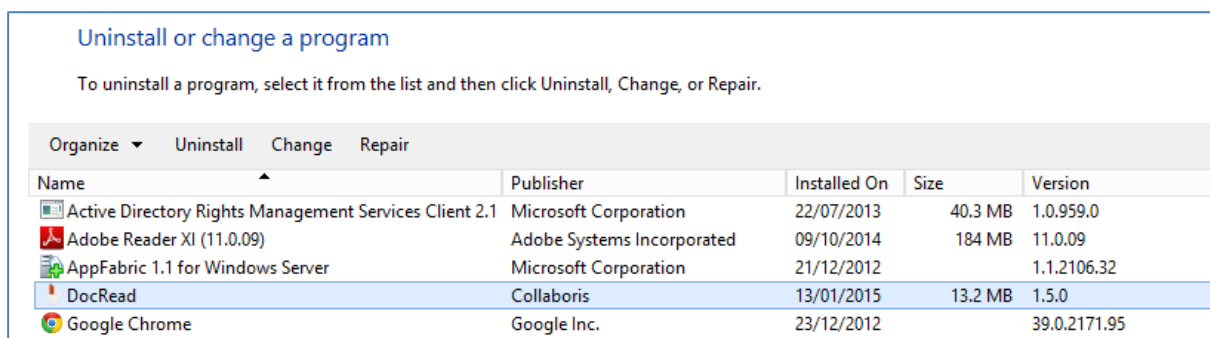 Uninstall or change a program
To uninstall a program, select it from the list and then click Uninstall, Change, or Repair.
Organize Uninstall Change Repair
Name Publisher Installed On Size Version
Active Directory Rights Management Services Client 2.1 Microsoft Corporation 22/07/2013 40.3 MB 1.0.959.0
Adobe Reader XI (11.0.09) Adobe Systems Incorporated 09/10/2014 184 MB 11.0.09
AppFabric 1.1 for Windows Server Microsoft Corporation 21/12/2012 1.1.2106.32
DocRead Collaboris 13/01/2015 13.2 MB 1.5.0
Google Chrome Google Inc. 23/12/2012 39.0.2171.95